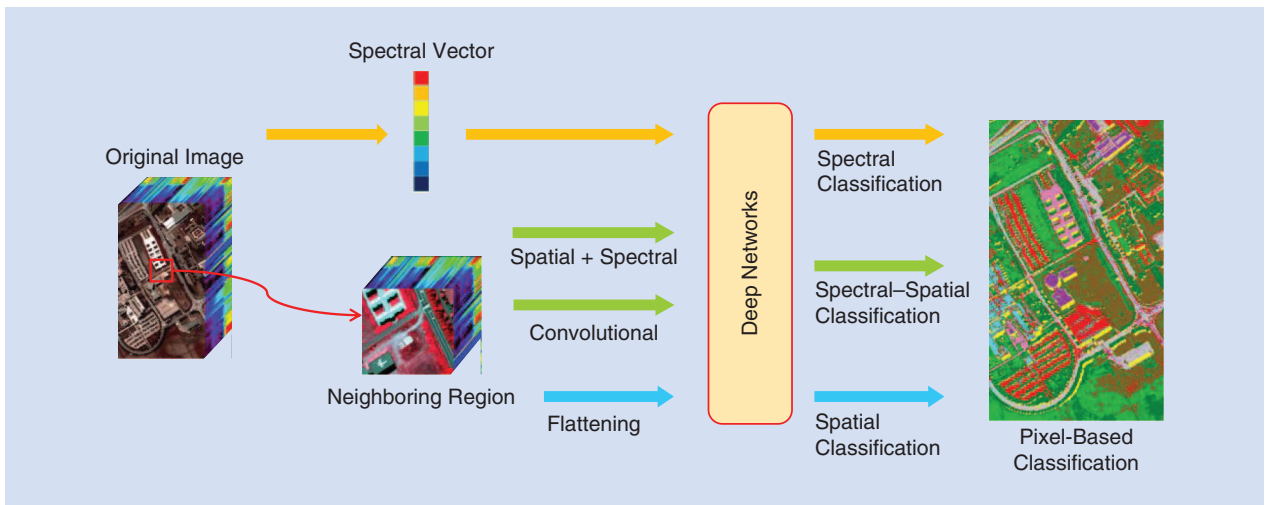 Spectral Vector
Original Image
Spatial + Spectral
Convolutional
Neighboring Region
Flattening
Deep Networks
Spectral
Classification
Spectral–Spatial
Classification
Spatial
Classification
Pixel-Based
Classification